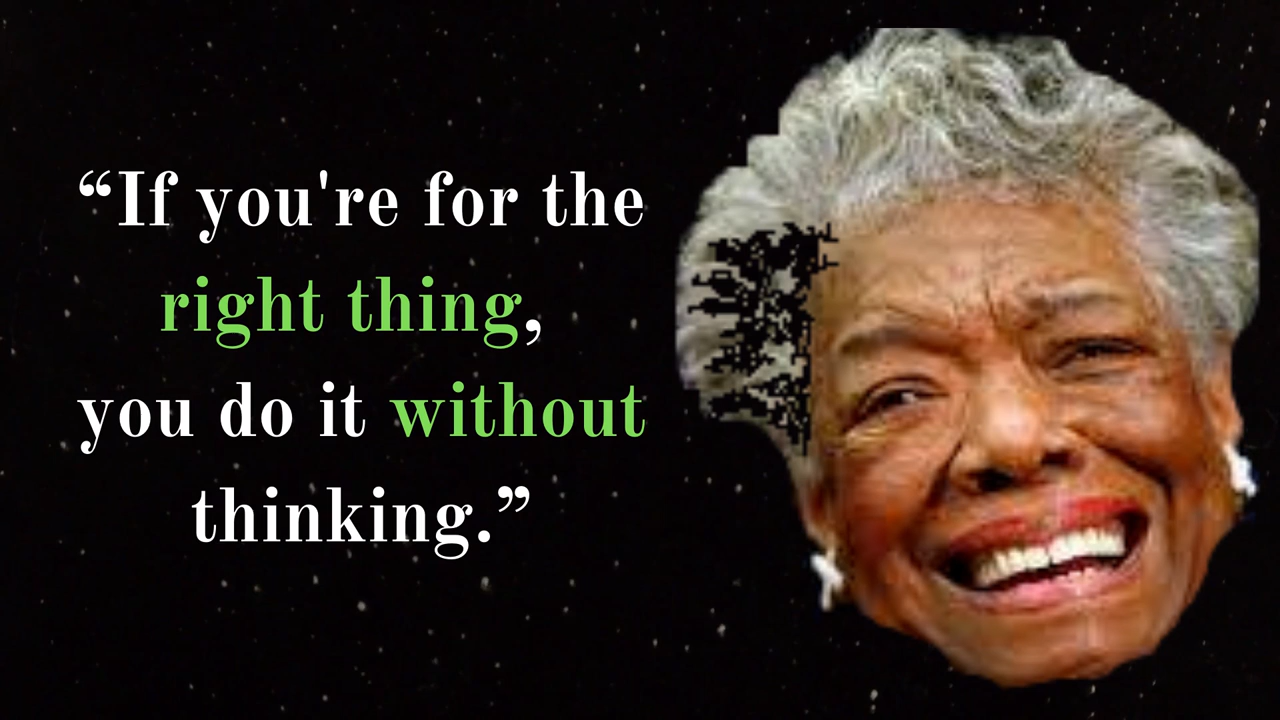 “If you're for the
right thing,
you do it without
thinking.”